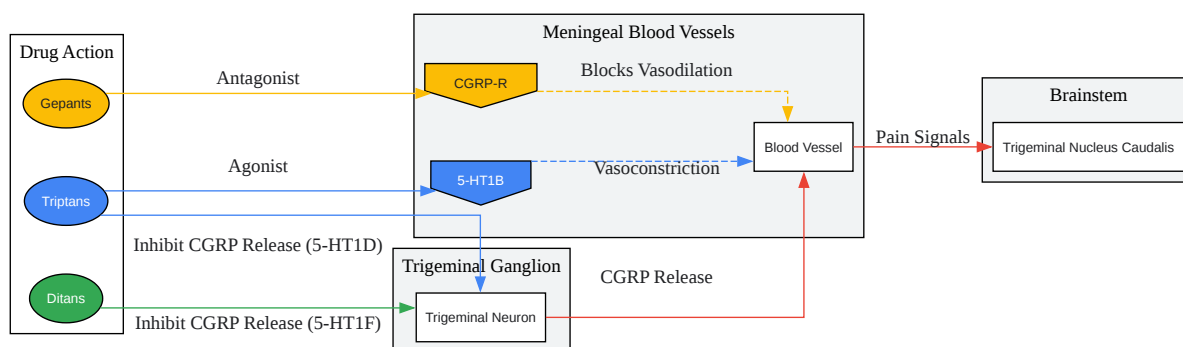 Meningeal Blood Vessels
Drug Action
Gepants
Antagonist
CGRP-R
Blocks Vasodilation
Brainstem
Blood Vessel
Pain Signals
Trigeminal Nucleus Caudalis
Triptans
Agonist
5-HT1B
Vasoconstriction
Inhibit CGRP Release (5-HT1D)
Trigeminal Ganglion
CGRP Release
Ditans
Inhibit CGRP Release (5-HT1F)
Trigeminal Neuron